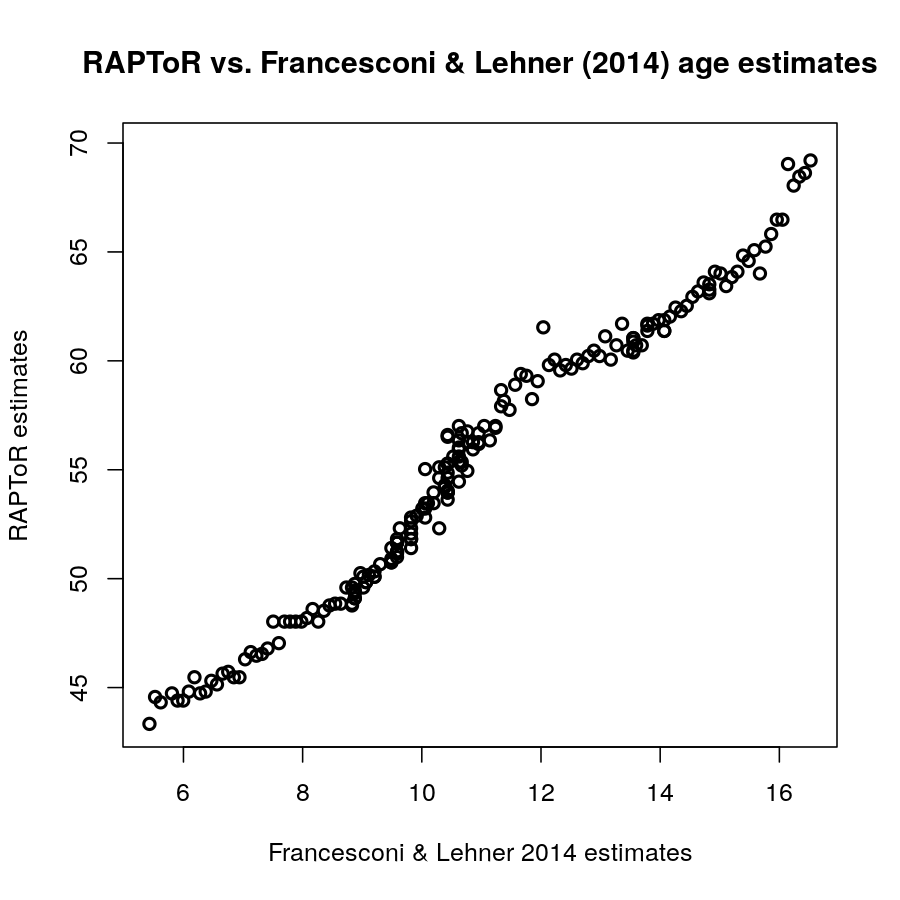 RAPToR vs. Francesconi & Lehner (2014) age estimates
70
65
60
55
50
45
RAPToR estimates
6 8 10 12 14 16
Francesconi & Lehner 2014 estimates